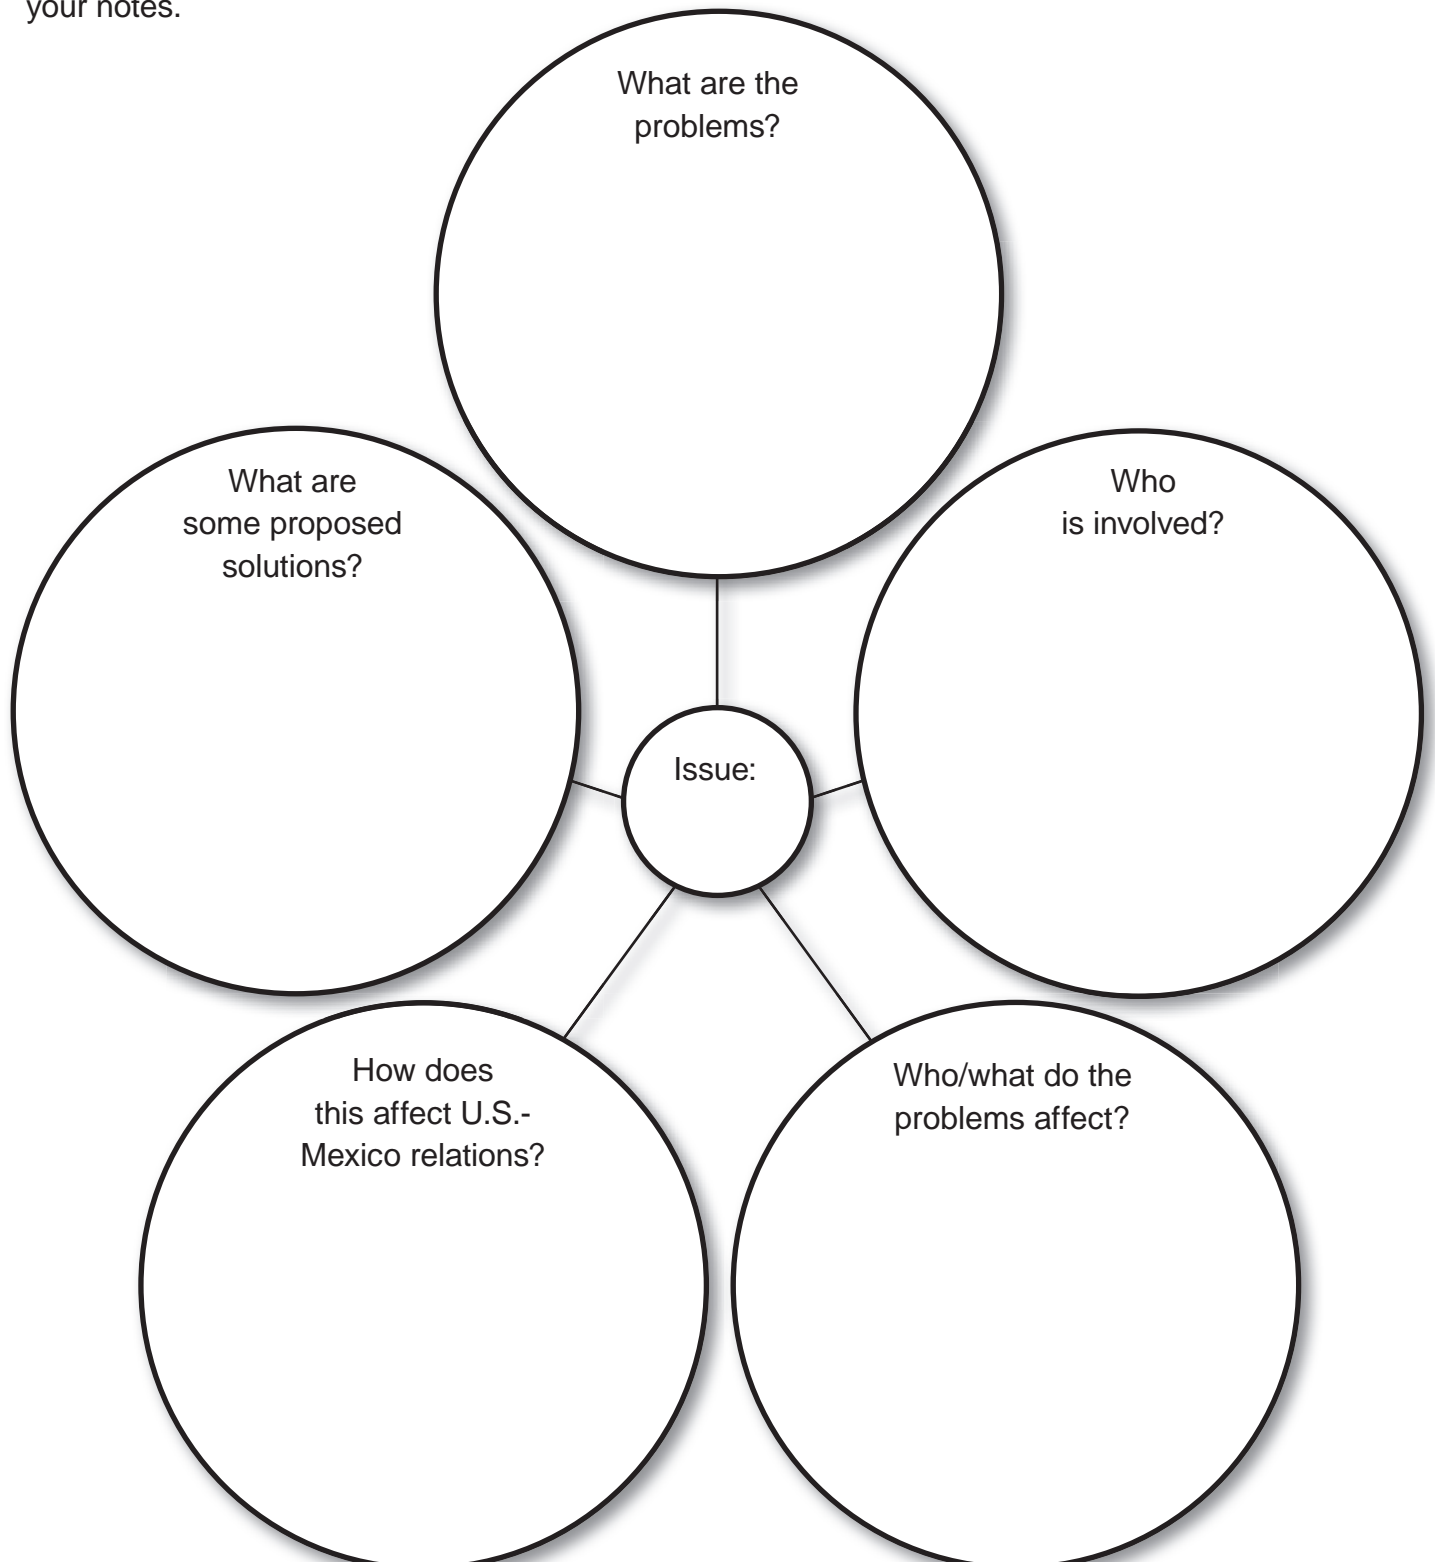 your notes.
What are the
problems?
What are
some proposed
solutions?
Who
is involved?
Issue:
How does
this affect U.S.-
Mexico relations?
Who/what do the
problems affect?